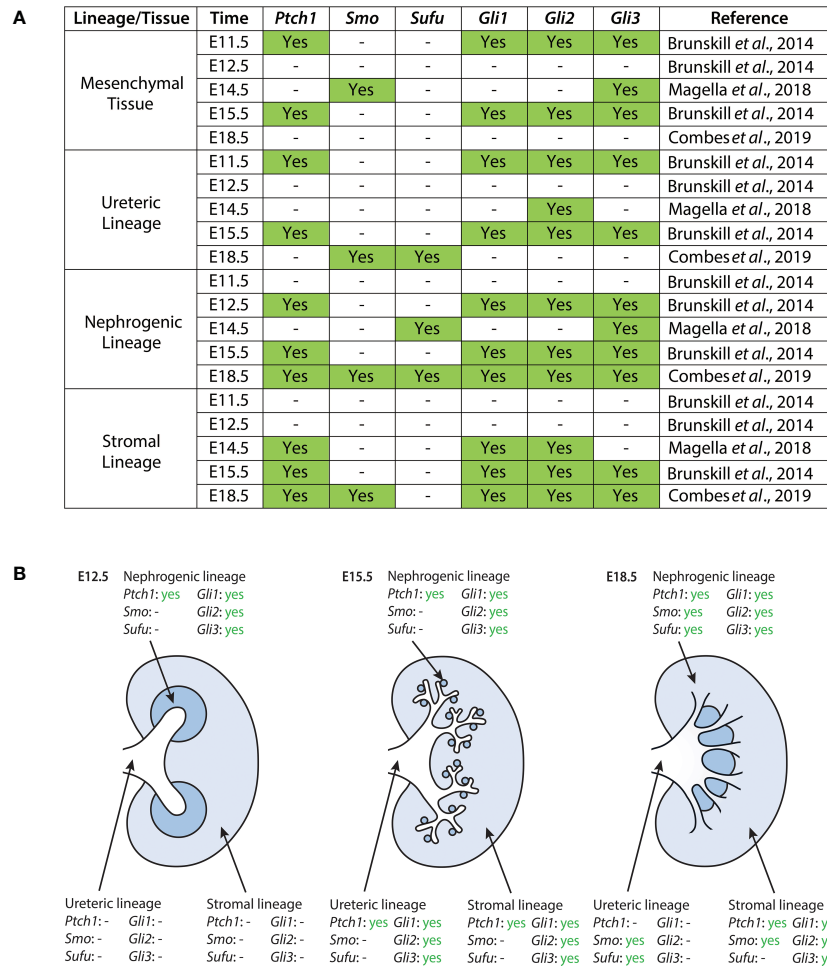 A
Lineage/Tissue Time Ptch1 Smo Sufu Gli1 Gli2 Gli3 Reference
Mesenchymal Tissue
E11.5 Yes - - Yes Yes Yes Brunskill et al., 2014
E12.5 - - - - - - Brunskill et al., 2014
E14.5 - Yes - - - Yes Magella et al., 2018
E15.5 Yes - - Yes Yes Yes Brunskill et al., 2014
E18.5 - - - - - - Combes et al., 2019
Ureteric Lineage
E11.5 Yes - - Yes Yes Yes Brunskill et al., 2014
E12.5 - - - - - - Brunskill et al., 2014
E14.5 - - - - Yes - Magella et al., 2018
E15.5 Yes - - Yes Yes Yes Brunskill et al., 2014
E18.5 - Yes Yes - - - Combes et al., 2019
Nephrogenic Lineage
E11.5 - - - - - - Brunskill et al., 2014
E12.5 Yes - - Yes Yes Yes Brunskill et al., 2014
E14.5 - - Yes - - Yes Magella et al., 2018
E15.5 Yes - - Yes Yes Yes Brunskill et al., 2014
E18.5 Yes Yes Yes Yes Yes Yes Combes et al., 2019
Stromal Lineage
E11.5 - - - - - - Brunskill et al., 2014
E12.5 - - - - - - Brunskill et al., 2014
E14.5 Yes - - Yes Yes - Magella et al., 2018
E15.5 Yes - - Yes Yes Yes Brunskill et al., 2014
E18.5 Yes Yes - Yes Yes Yes Combes et al., 2019
B
E12.5 Nephrogenic lineage
Ptch1: yes Gli1: yes
Smo: - Gli2: yes
Sufu: - Gli3: yes
E15.5 Nephrogenic lineage
Ptch1: yes Gli1: yes
Smo: - Gli2: yes
Sufu: - Gli3: yes
E18.5 Nephrogenic lineage
Ptch1: yes Gli1: yes
Smo: yes Gli2: yes
Sufu: yes Gli3: yes
Ureteric lineage
Ptch1: - Gli1: -
Smo: - Gli2: -
Sufu: - Gli3: -
Stromal lineage
Ptch1: - Gli1: -
Smo: - Gli2: -
Sufu: - Gli3: -
Ureteric lineage
Ptch1: yes Gli1: yes
Smo: - Gli2: yes
Sufu: - Gli3: yes
Stromal lineage
Ptch1: yes Gli1: yes
Smo: - Gli2: yes
Sufu: - Gli3: yes
Ureteric lineage
Ptch1: - Gli1: -
Smo: yes Gli2: -
Sufu: yes Gli3: -
Stromal lineage
Ptch1: yes Gli1:
Smo: yes Gli2:
Sufu: - Gli3: